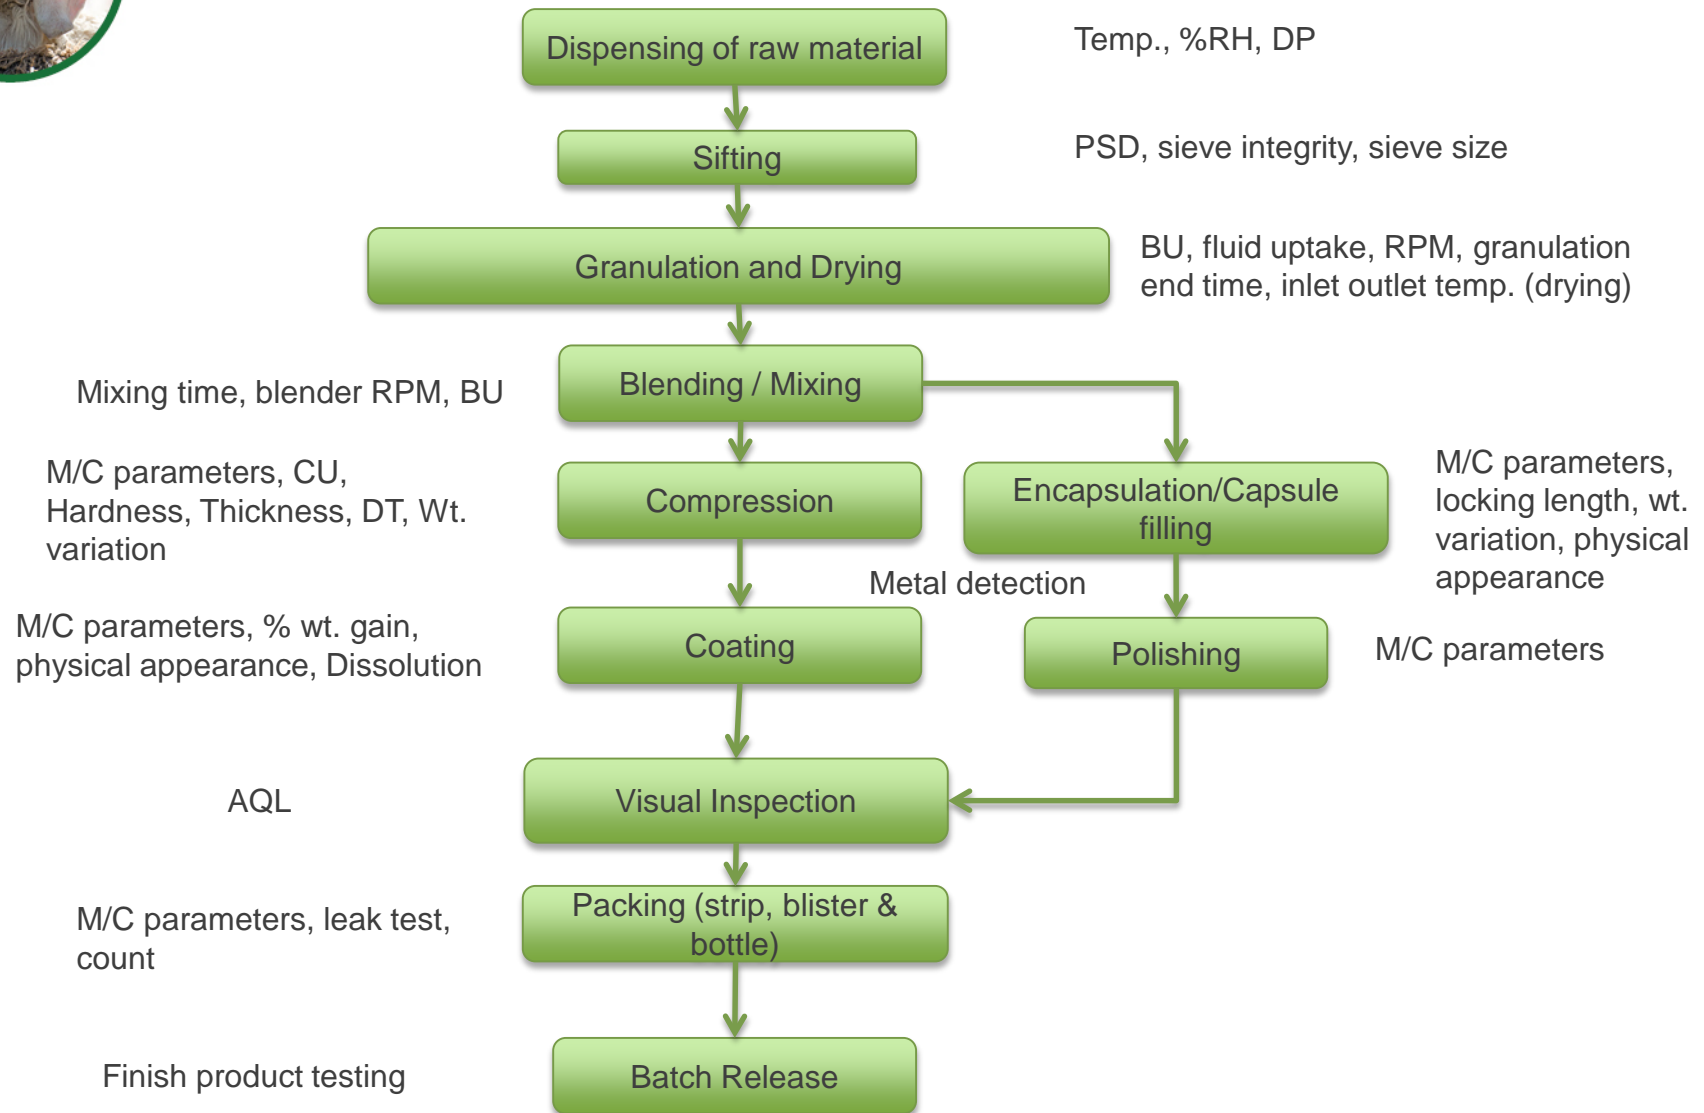 Dispensing of raw material
Temp., %RH, DP
Sifting
PSD, sieve integrity, sieve size
Granulation and Drying
BU, fluid uptake, RPM, granulation
end time, inlet outlet temp. (drying)
Mixing time, blender RPM, BU
Blending / Mixing
M/C parameters, CU,
Hardness, Thickness, DT, Wt.
variation
Compression
Encapsulation/Capsule
filling
M/C parameters,
locking length, wt.
variation, physical
appearance
Metal detection
M/C parameters, % wt. gain,
physical appearance, Dissolution
Coating
Polishing
M/C parameters
AQL
Visual Inspection
M/C parameters, leak test,
count
Packing (strip, blister &
bottle)
Finish product testing
Batch Release